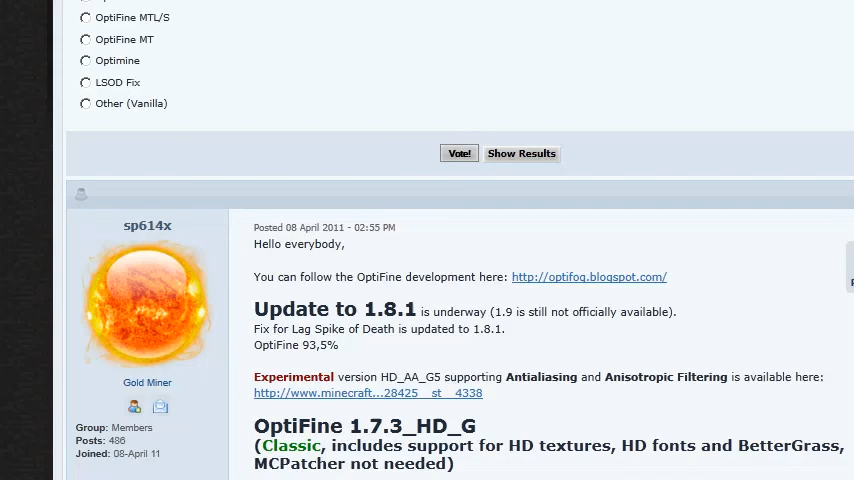 OptiFine MTL/S
OptiFine MT
Optimine
LSOD Fix
Other (Vanilla)
Vote! Show Results
sp614x
Gold Miner
Group: Members
Posts: 486
Joined: 08-April 11
Posted 08 April 2011 - 02:55 PM
Hello everybody,
You can follow the OptiFine development here: http://optifog.blogspot.com/
Update to 1.8.1 is underway (1.9 is still not officially available).
Fix for Lag Spike of Death is updated to 1.8.1.
OptiFine 93,5%
Experimental version HD_AA_G5 supporting Antialiasing and Anisotropic Filtering is available here:
http://www.minecraft...28425__st__4338
OptiFine 1.7.3_HD_G
(Classic, includes support for HD textures, HD fonts and BetterGrass,
MCPatcher not needed)